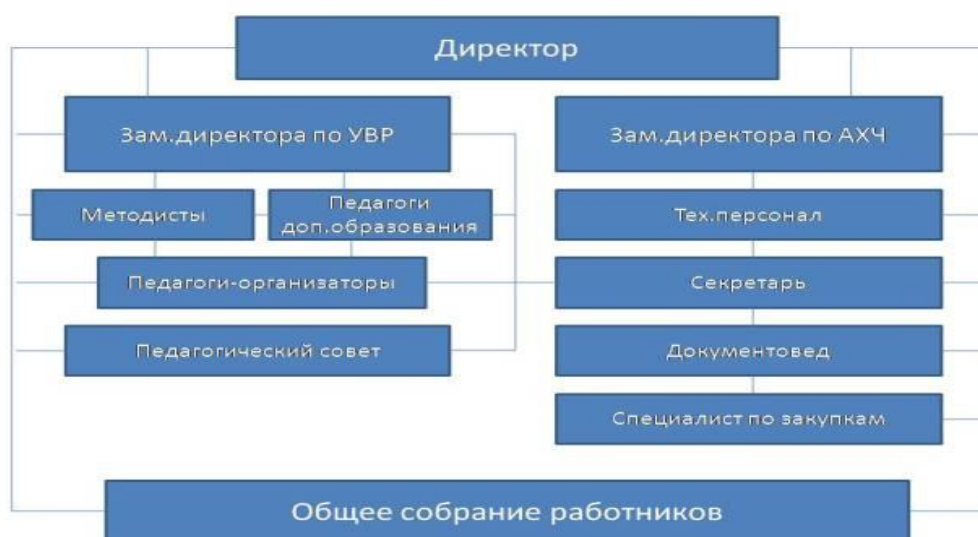 Директор
Зам.директора по УВР
Зам.директора по АХЧ
Методисты
Педагоги
доп.образования
Тех.персонал
Педагоги-организаторы
Секретарь
Педагогический совет
Документовед
Специалист по закупкам
Общее собрание работников